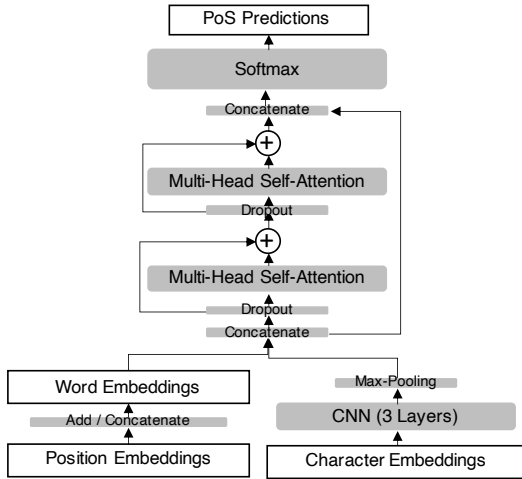 PoS Predictions
Softmax
Concatenate
+
Multi-Head Self-Attention
Dropout
+
Multi-Head Self-Attention
Dropout
Concatenate
Word Embeddings
Max-Pooling
Add / Concatenate
CNN (3 Layers)
Position Embeddings
Character Embeddings